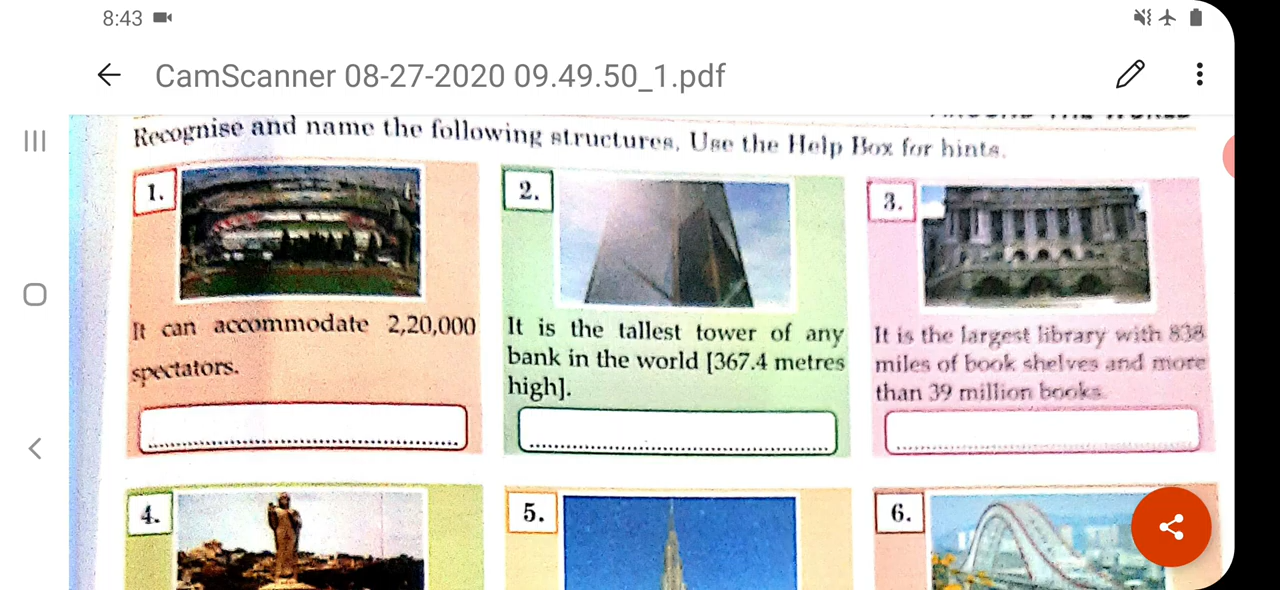 8:43
CamScanner 08-27-2020 09.49.50_1.pdf
Recognise and name the following structures. Use the Help Box for hints.
1.
It can accommodate 2,20,000
spectators.
2.
It is the tallest tower of any
bank in the world [367.4 metres
high].
3.
It is the largest library with 838
miles of book shelves and more
than 39 million books.
4.
5.
6.